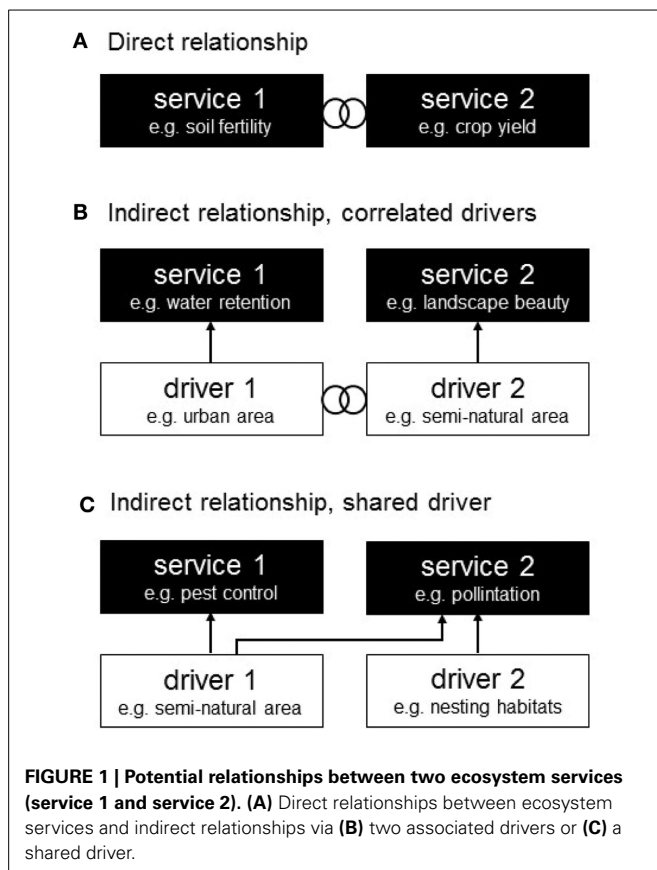 A Direct relationship
service 1 service 2
e.g. soil fertility e.g. crop yield
B Indirect relationship, correlated drivers
service 1 service 2
e.g. water retention e.g. landscape beauty
driver 1 driver 2
e.g. urban area e.g. semi-natural area
C Indirect relationship, shared driver
service 1 service 2
e.g. pest control e.g. pollintation
driver 1 driver 2
e.g. semi-natural area e.g. nesting habitats
FIGURE 1 | Potential relationships between two ecosystem services
(service 1 and service 2). (A) Direct relationships between ecosystem
services and indirect relationships via (B) two associated drivers or (C) a
shared driver.